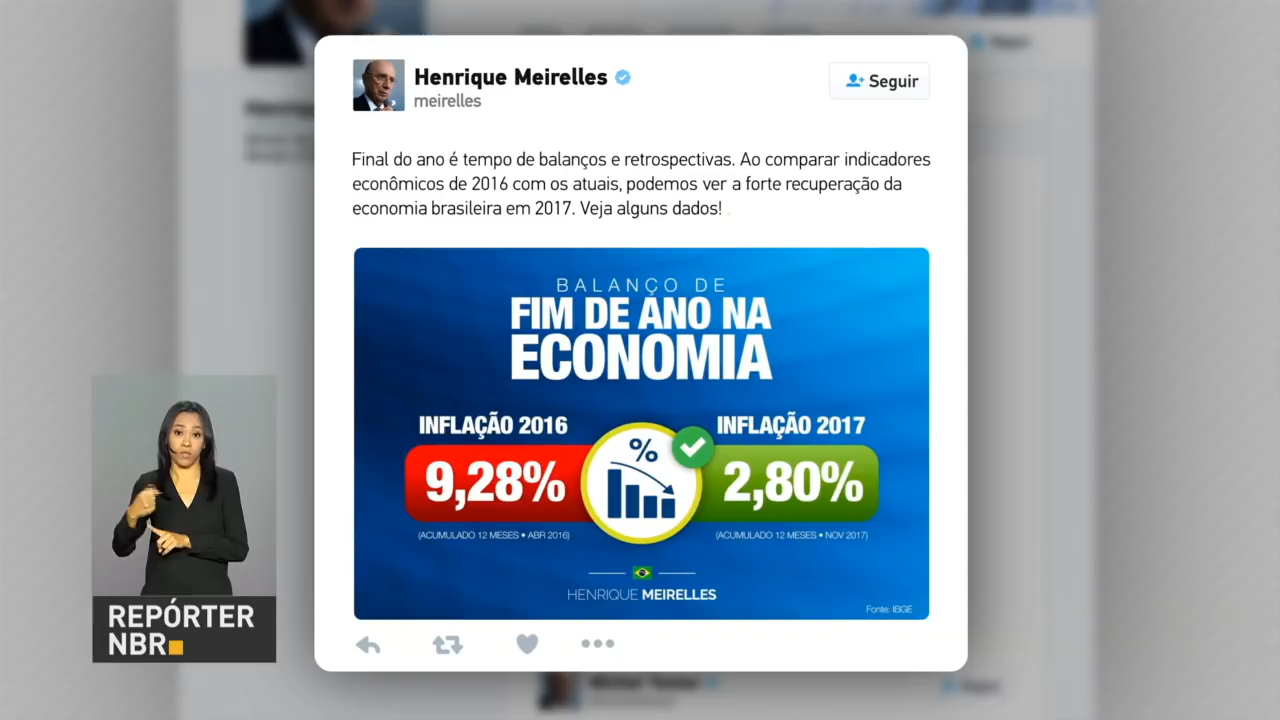 Henrique Meirelles
meirelles
Seguir
Final do ano é tempo de balanços e retrospectivas. Ao comparar indicadores
econômicos de 2016 com os atuais, podemos ver a forte recuperação da
economia brasileira em 2017. Veja alguns dados!
BALANÇO DE
FIM DE ANO NA
ECONOMIA
INFLAÇÃO 2016
INFLAÇÃO 2017
%
9,28%
2,80%
(ACUMULADO 12 MESES • ABR 2016)
(ACUMULADO 12 MESES • NOV 2017)
HENRIQUE MEIRELLES
Fonte: IBGE
REPÓRTER
NBR